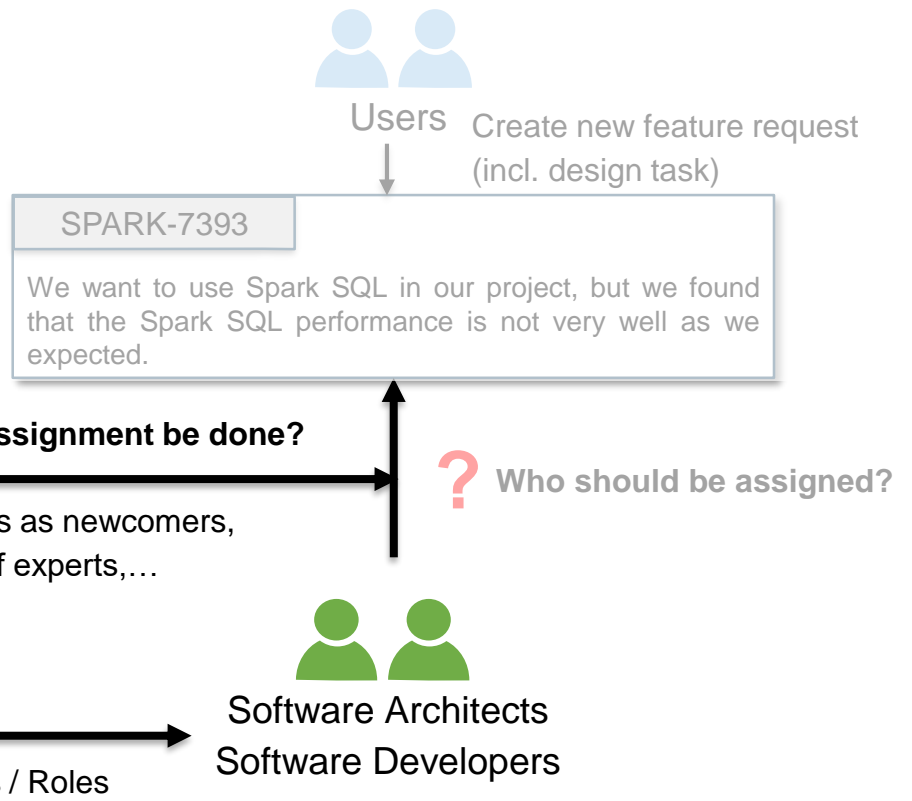 Users
Create new feature request
(incl. design task)
SPARK-7393
We want to use Spark SQL in our project, but we found
that the Spark SQL performance is not very well as we
expected.
ssignment be done?
? Who should be assigned?
s as newcomers,
f experts,…
Software Architects
Software Developers
/ Roles